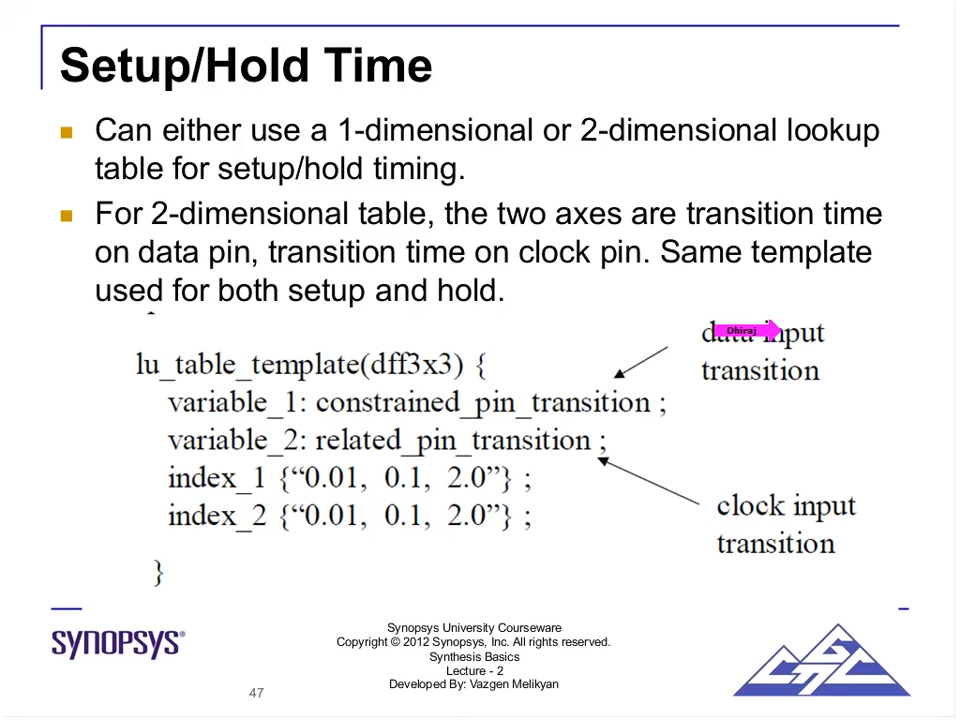 Setup/Hold Time
Can either use a 1-dimensional or 2-dimensional lookup
table for setup/hold timing.
For 2-dimensional table, the two axes are transition time
on data pin, transition time on clock pin. Same template
used for both setup and hold.
Dhiraj
data input
transition
lu_table_template(dff3x3) {
variable_1: constrained_pin_transition ;
variable_2: related_pin_transition ;
index_1 {“0.01, 0.1, 2.0”} ;
index_2 {“0.01, 0.1, 2.0”} ;
}
clock input
transition
SYNOPSYS®
Synopsys University Courseware
Copyright © 2012 Synopsys, Inc. All rights reserved.
Synthesis Basics
Lecture - 2
Developed By: Vazgen Melikyan
47